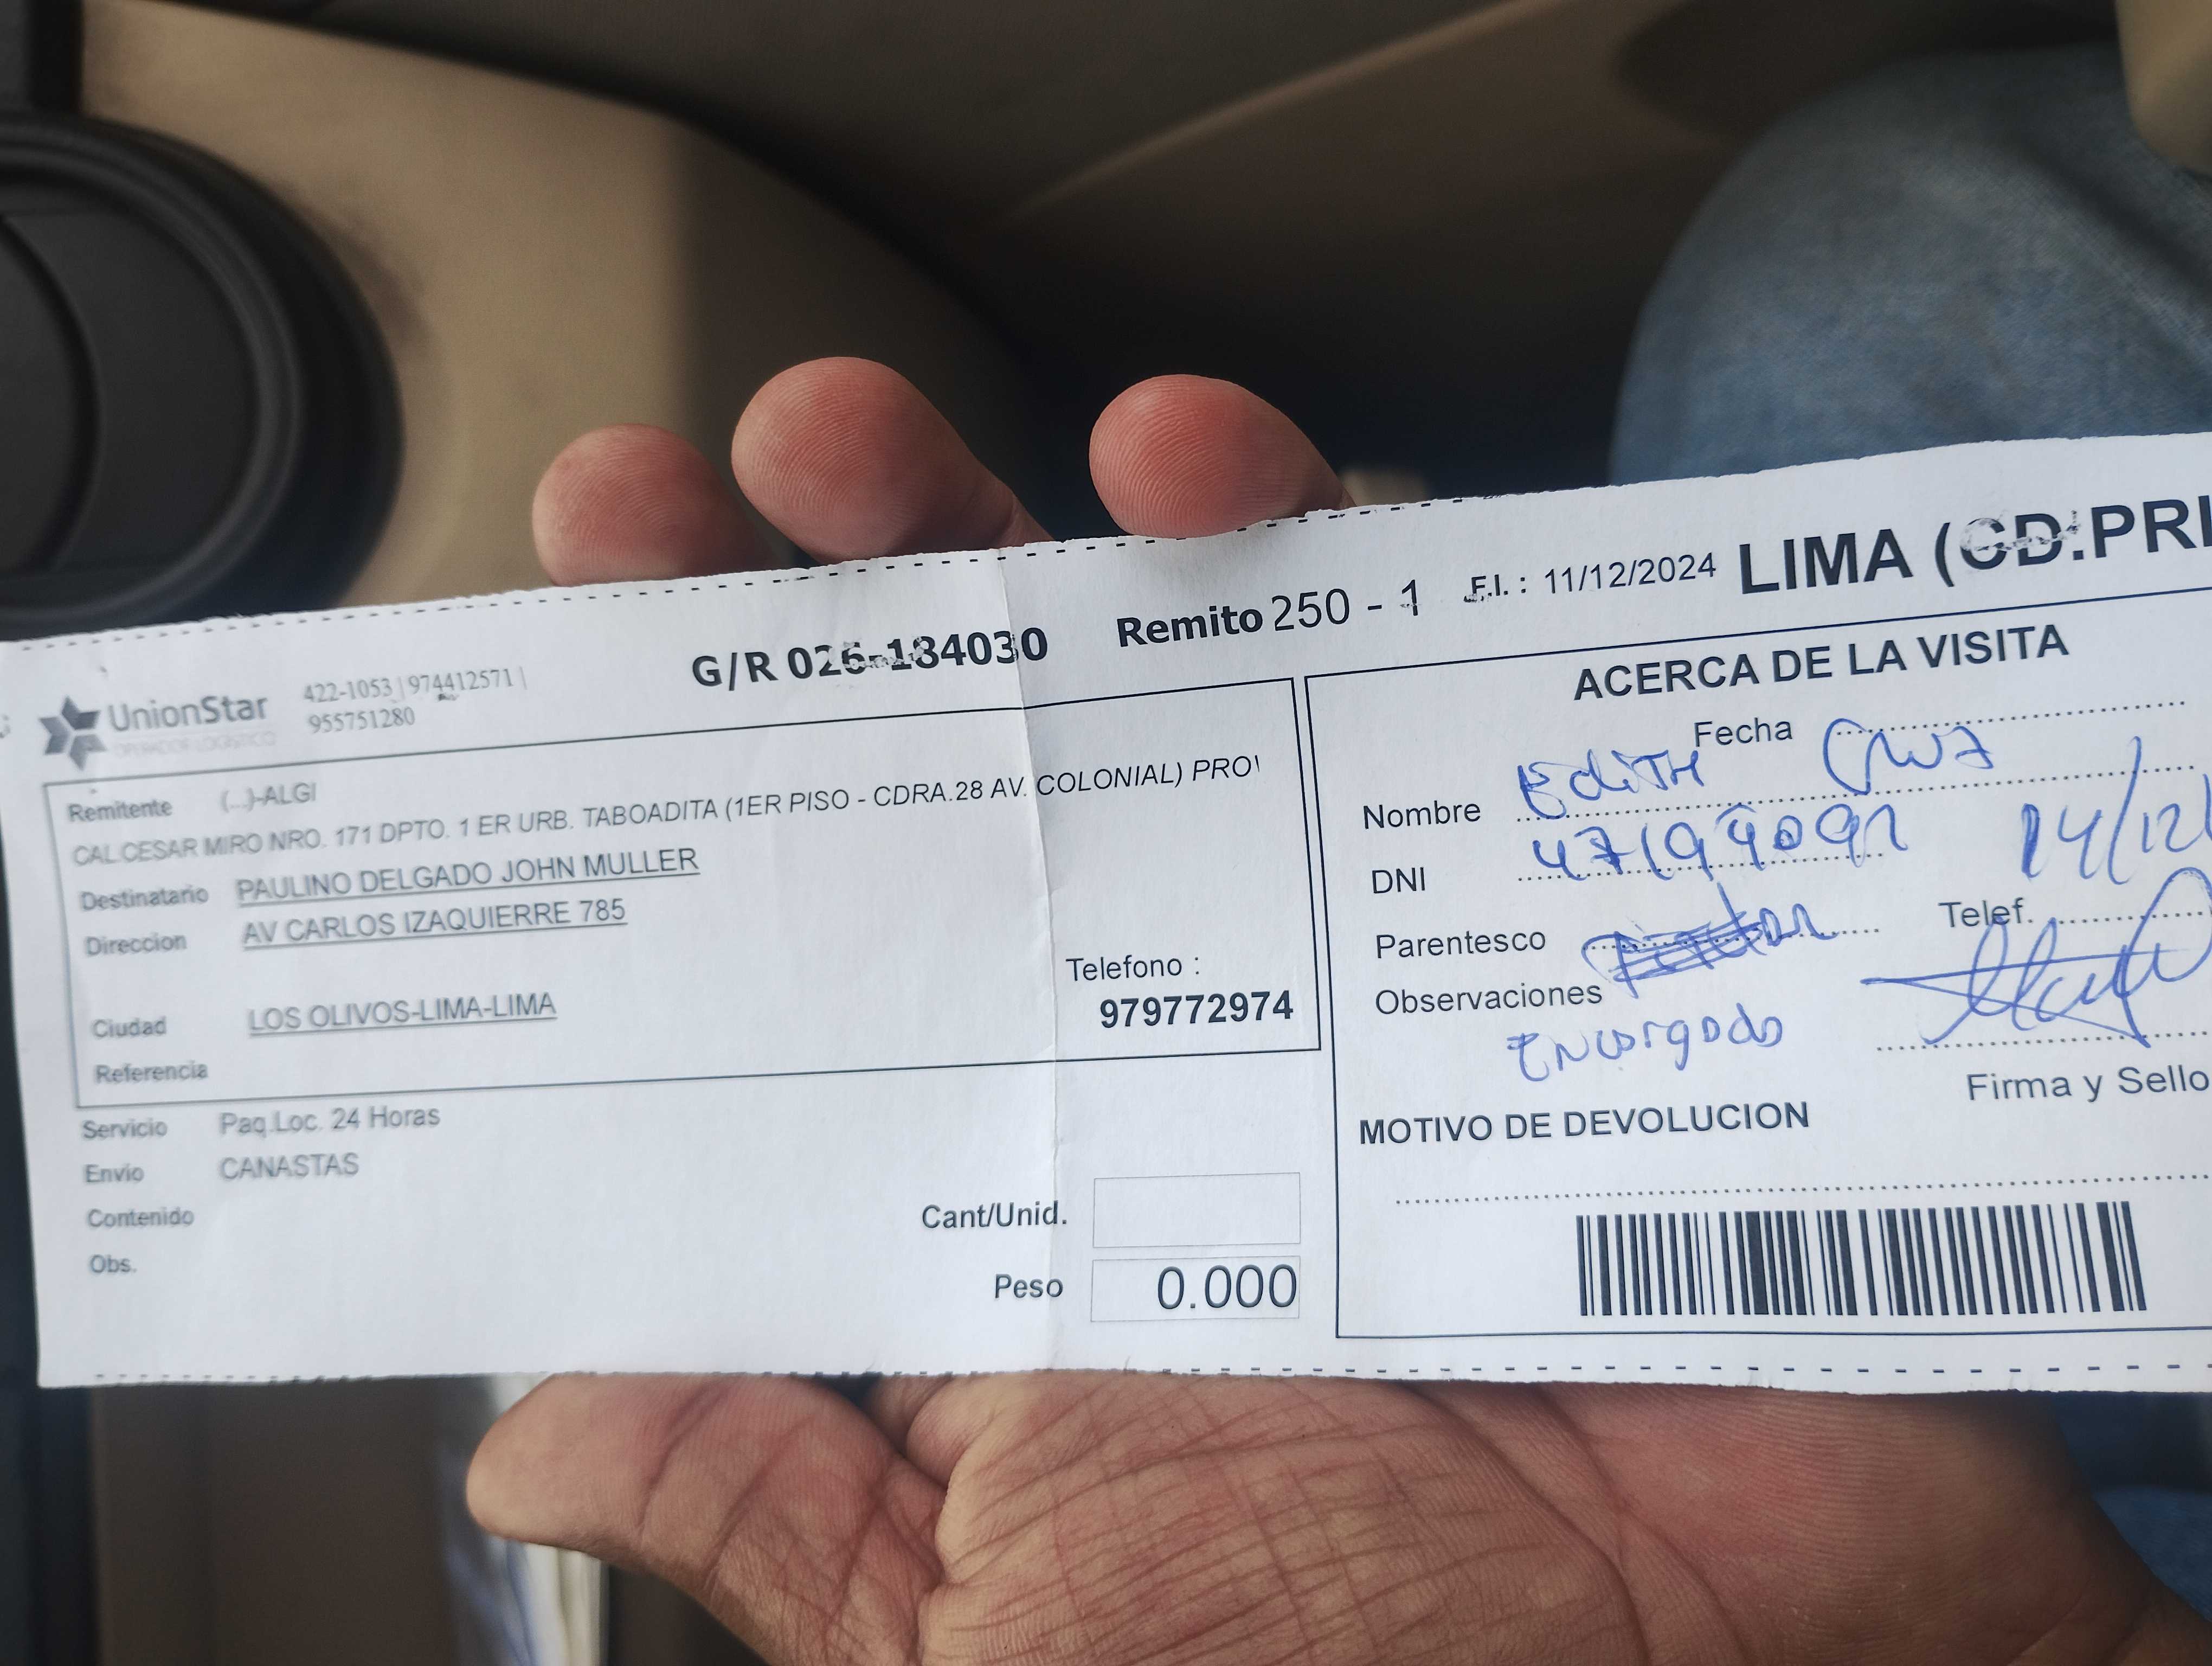 UnionStar
OPERADOR LOGISTICO
422-1053 | 974412571 |
955751280
G/R 026-184030
Remito 250 - 1
F.I. : 11/12/2024
LIMA (CD.PRI
Remitente (...)-ALGI
CAL.CESAR MIRO NRO. 171 DPTO. 1 ER URB. TABOADITA (1ER PISO - CDRA.28 AV. COLONIAL) PRO
Destinatario PAULINO DELGADO JOHN MULLER
Direccion AV CARLOS IZAQUIERRE 785
Telefono :
979772974
Ciudad LOS OLIVOS-LIMA-LIMA
Referencia
Servicio Paq.Loc. 24 Horas
Envio CANASTAS
Contenido
Obs.
Cant/Unid.
Peso 0.000
ACERCA DE LA VISITA
Fecha
Nombre Edith Cruz
DNI
14/12/
Parentesco
Telef.
Observaciones
Encargado
Firma y Sello
MOTIVO DE DEVOLUCION